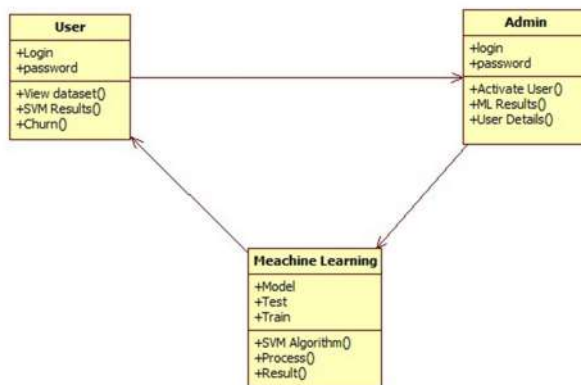 User
+Login
+password
+View dataset()
+SVM Results()
+Churn()
Admin
+login
+password
+Activate User()
+ML Results()
+User Details()
Meachine Learning
+Model
+Test
+Train
+SVM Algorithm()
+Process()
+Result()